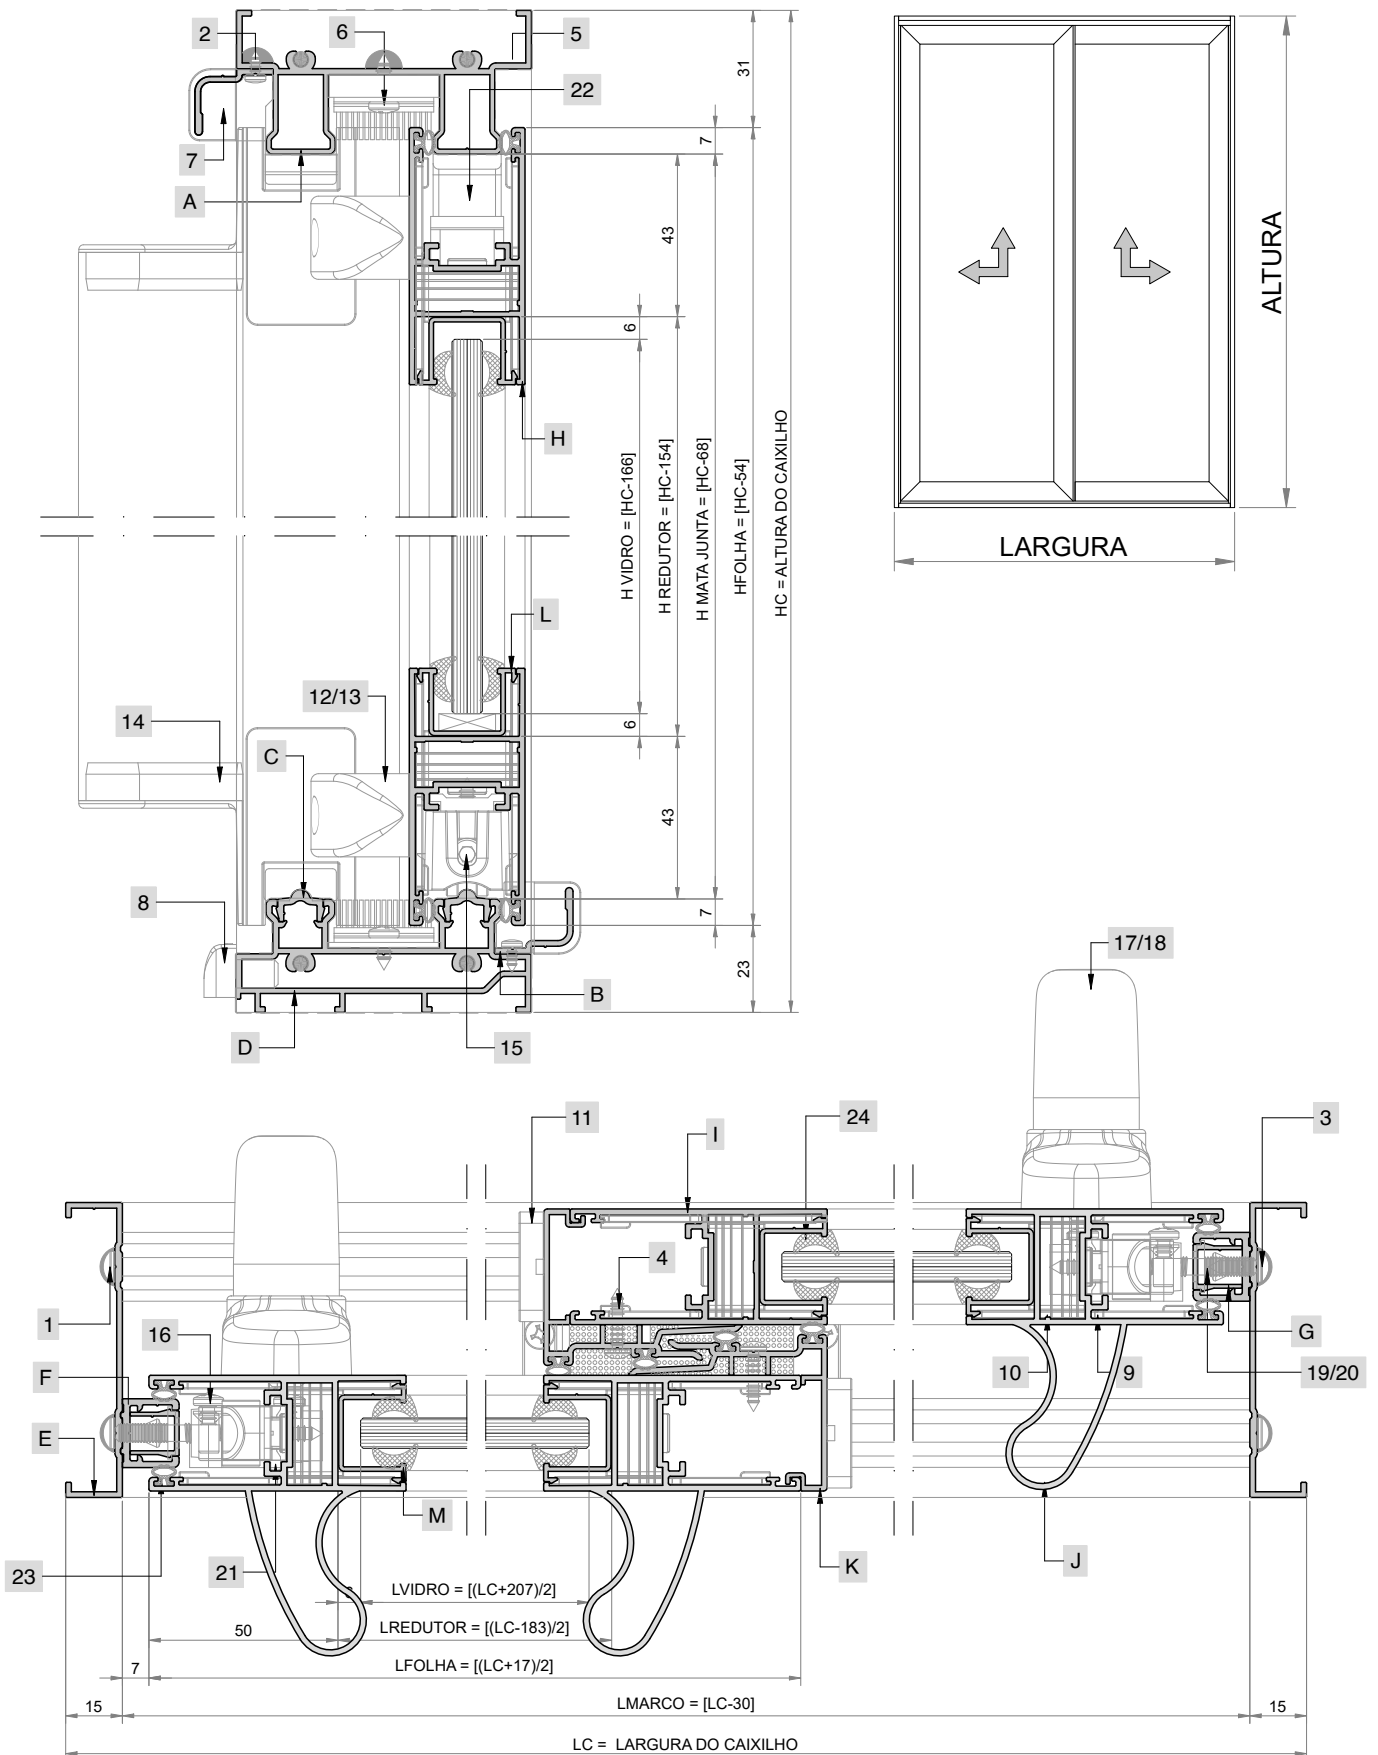 2
6
5
22
7
A
31
7
43
6
H
H VIDRO = [HC-166]
H REDUTOR = [HC-154]
H MATA JUNTA = [HC-68]
HFOLHA = [HC-54]
HC = ALTURA DO CAIXILHO
ALTURA
LARGURA
L
12/13
14
C
6
43
8
7
23
B
D
15
17/18
11
I
24
3
4
1
16
F
E
G
10
9
19/20
M
23
21
K
J
LVIDRO = [(LC+207)/2]
50
LREDUTOR = [(LC-183)/2]
7
LFOLHA = [(LC+17)/2]
15
LMARCO = [LC-30]
15
LC = LARGURA DO CAIXILHO